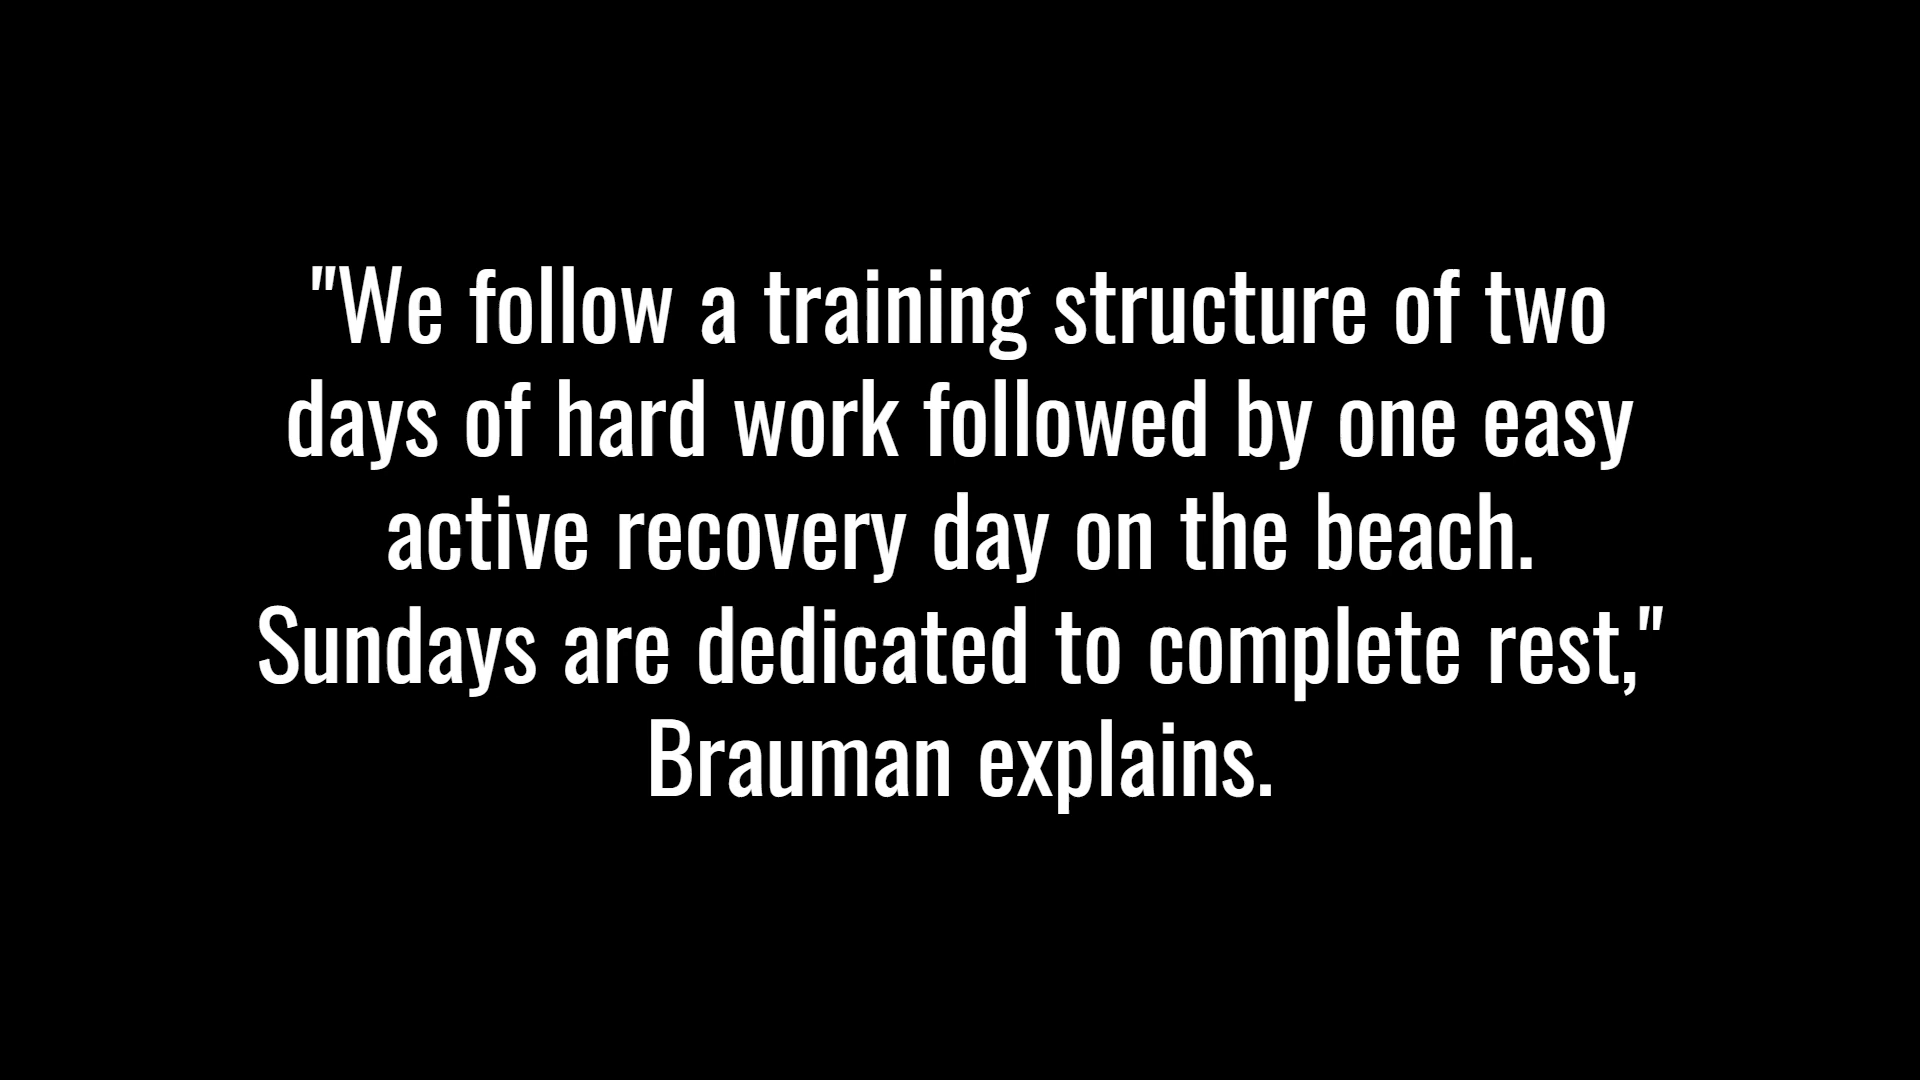 "We follow a training structure of two
days of hard work followed by one easy
active recovery day on the beach.
Sundays are dedicated to complete rest,"
Brauman explains.